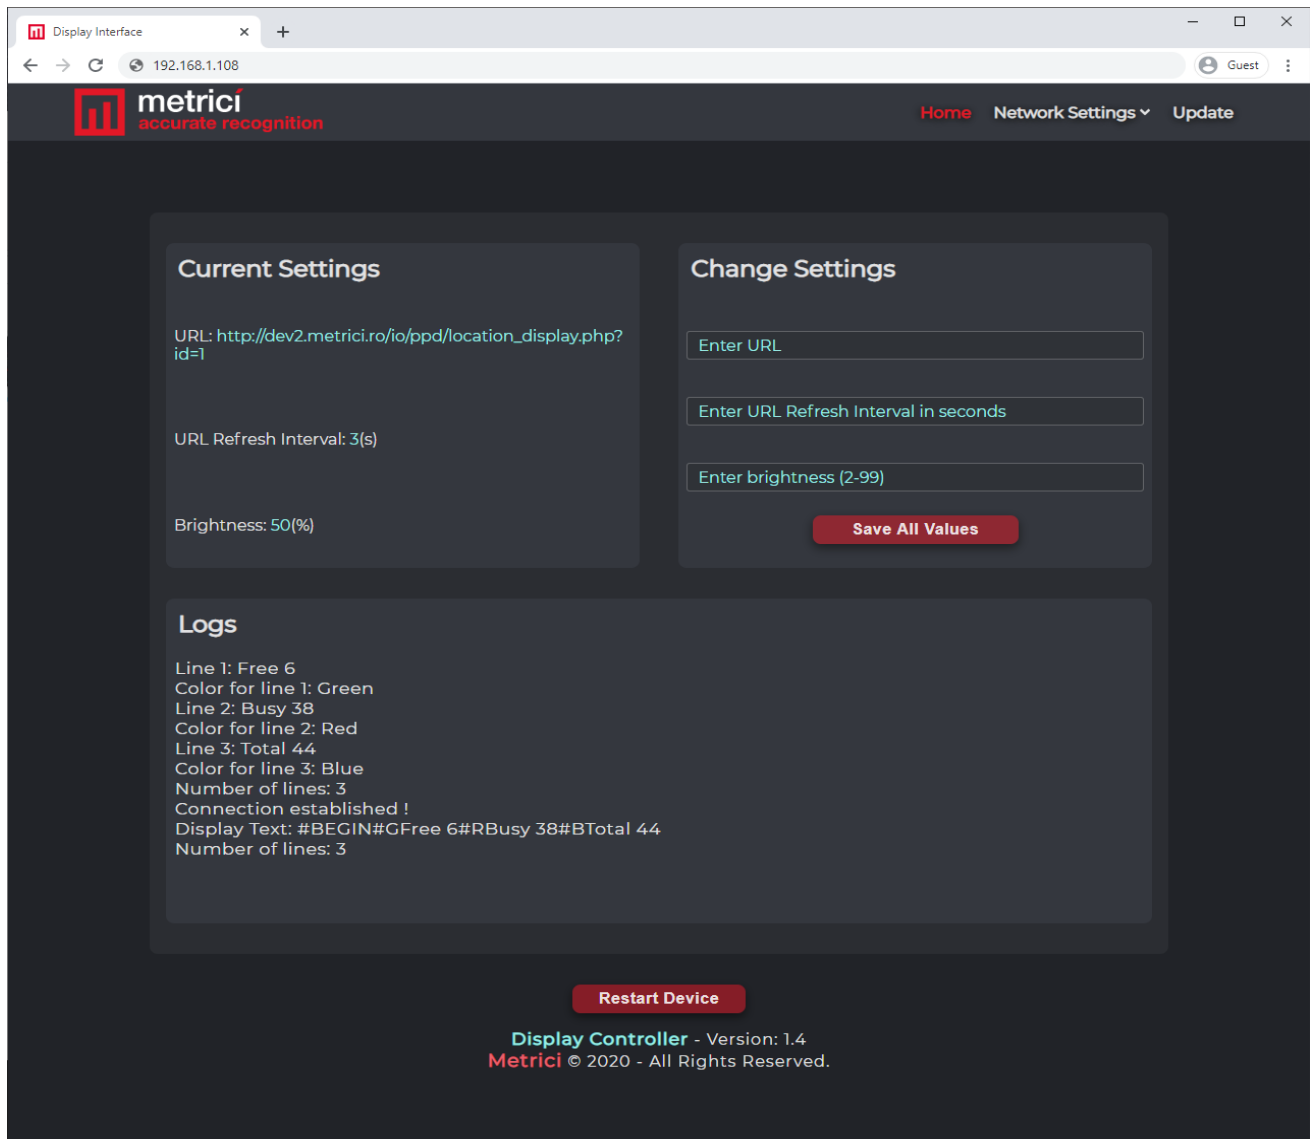 Display Interface
192.168.1.108
Guest
metrici
accurate recognition
Home Network Settings Update
Current Settings
URL: http://dev2.metrici.ro/io/ppd/location_display.php?
id=1
URL Refresh Interval: 3(s)
Brightness: 50(%)
Change Settings
Enter URL
Enter URL Refresh Interval in seconds
Enter brightness (2-99)
Save All Values
Logs
Line 1: Free 6
Color for line 1: Green
Line 2: Busy 38
Color for line 2: Red
Line 3: Total 44
Color for line 3: Blue
Number of lines: 3
Connection established !
Display Text: #BEGIN#GFree 6#RBusy 38#BTotal 44
Number of lines: 3
Restart Device
Display Controller - Version: 1.4
Metrici © 2020 - All Rights Reserved.